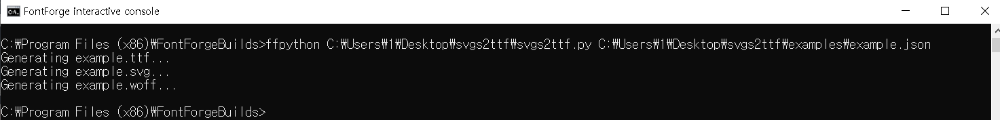 FontForge interactive console
C:₩Program Files (x86)₩FontForgeBuilds>ffpython C:₩Users₩1₩Desktop₩svgs2ttf₩svgs2ttf.py C:₩Users₩1₩Desktop₩svgs2ttf₩examples₩example.json
Generating example.ttf...
Generating example.svg...
Generating example.woff...
C:₩Program Files (x86)₩FontForgeBuilds>